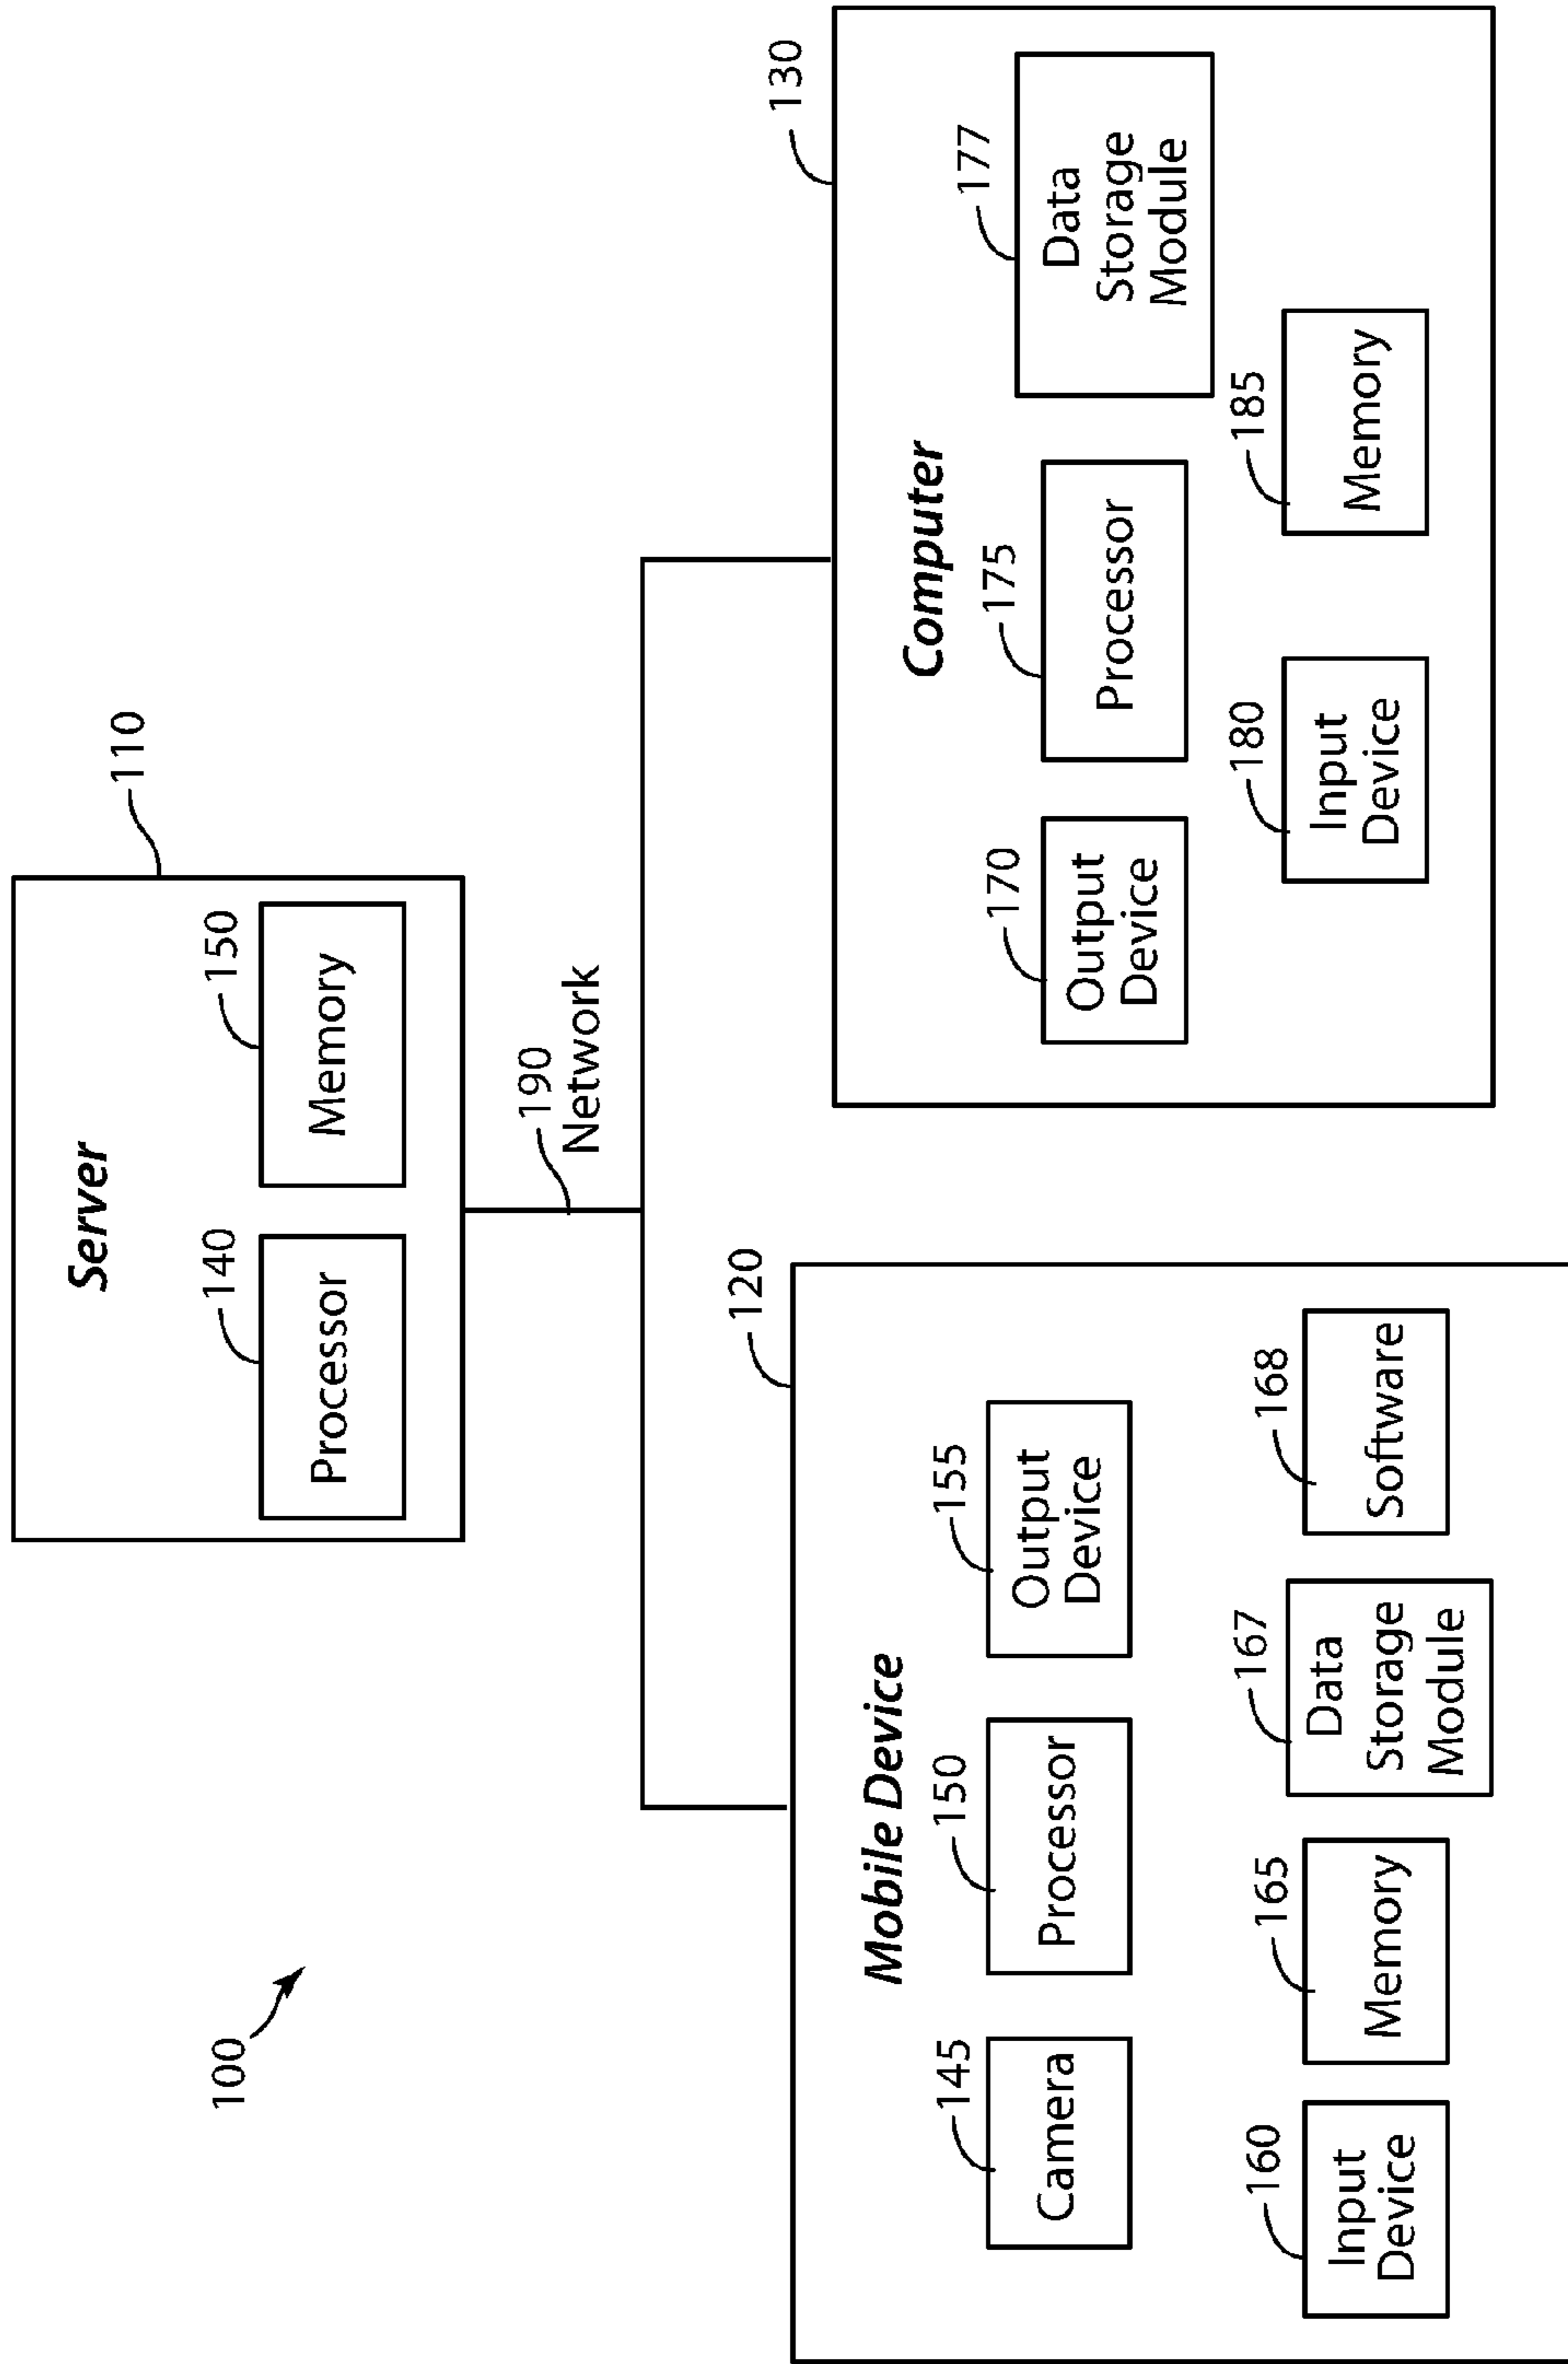 100
110
Server
140
150
Processor
Memory
190
Network
120
Mobile Device
145
150
155
Camera
Processor
Output
Device
160
165
167
168
Input
Device
Memory
Data
Storage
Module
Software
130
Computer
170
175
177
Output
Device
Processor
Data
Storage
Module
180
185
Input
Device
Memory